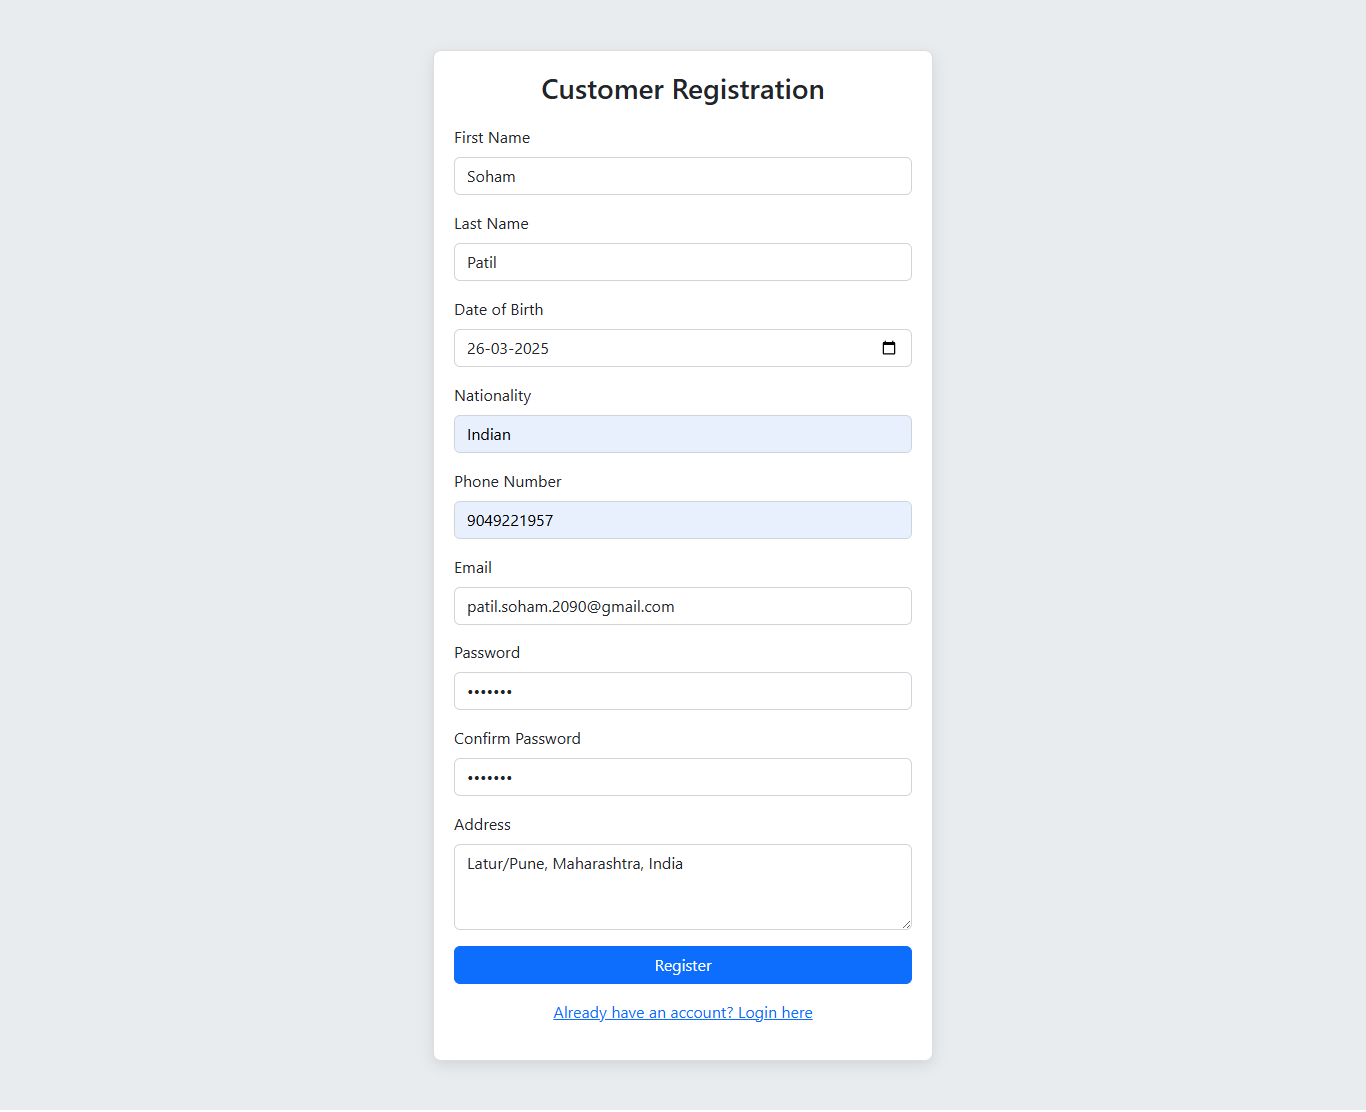 Customer Registration
First Name
Soham
Last Name
Patil
Date of Birth
26-03-2025
Nationality
Indian
Phone Number
9049221957
Email
patil.soham.2090@gmail.com
Password
•••••••
Confirm Password
•••••••
Address
Latur/Pune, Maharashtra, India
Register
Already have an account? Login here